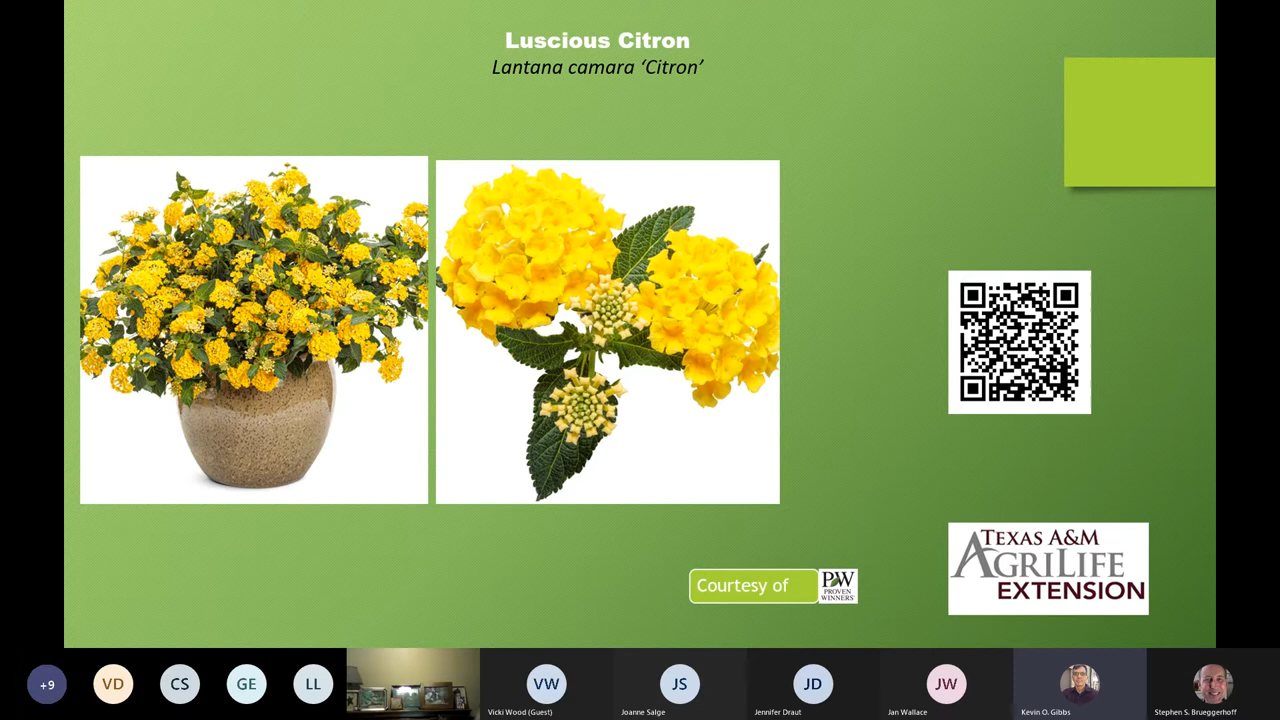 Luscious Citron
Lantana camara ‘Citron’
Courtesy of
PW
PROVEN
WINNERS®
TEXAS A&M
AGRILIFE
EXTENSION
+9
VD
CS
GE
LL
VW
Vicki Wood (Guest)
JS
Joanne Salge
JD
Jennifer Draut
JW
Jan Wallace
Kevin O. Gibbs
Stephen S. Brueggerhoff